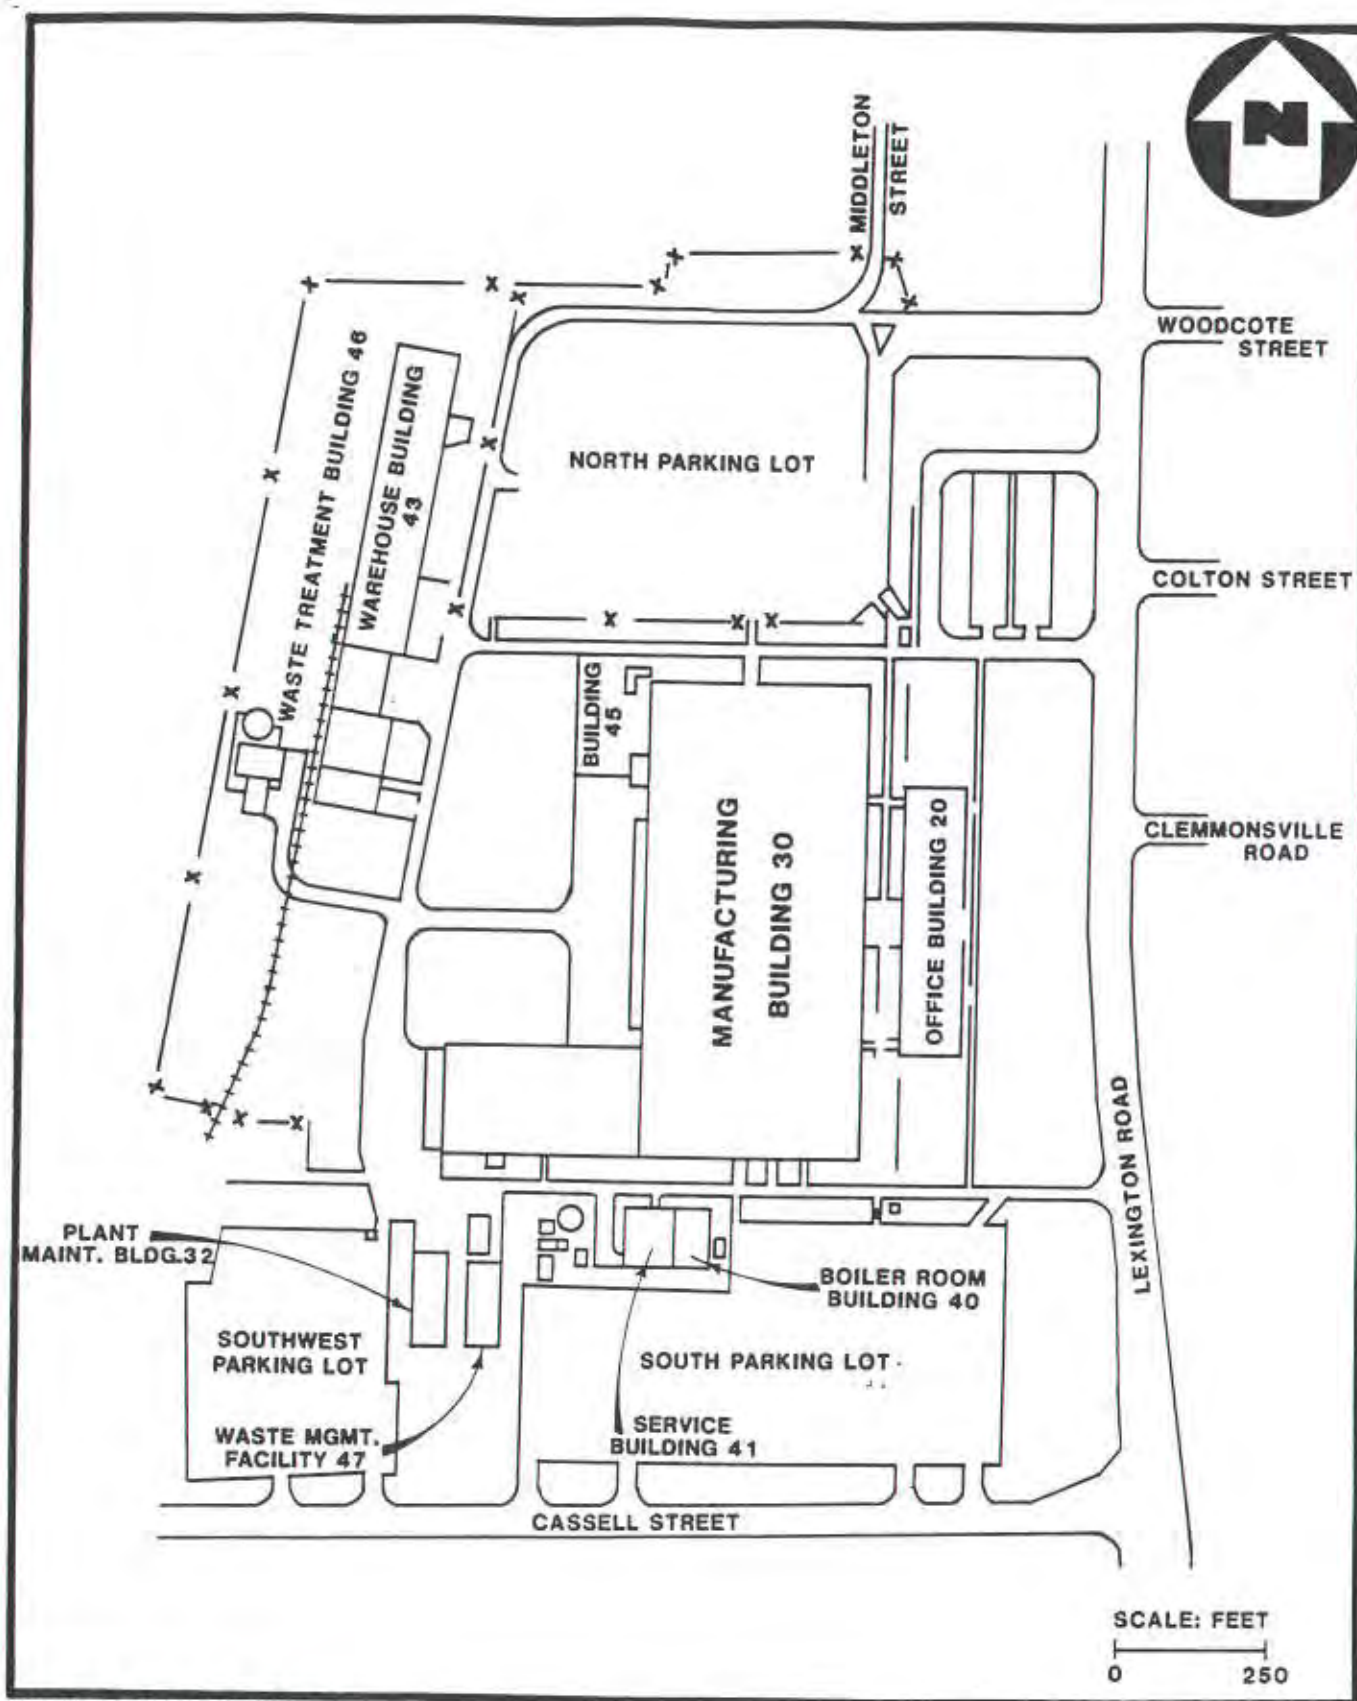 N
MIDDLETON
STREET
WOODCOTE
STREET
WASTE TREATMENT BUILDING 46
WAREHOUSE BUILDING
43
NORTH PARKING LOT
COLTON STREET
BUILDING
45
MANUFACTURING
BUILDING 30
OFFICE BUILDING 20
CLEMMONSVILLE
ROAD
LEXINGTON ROAD
PLANT
MAINT. BLDG.32
BOILER ROOM
BUILDING 40
SOUTHWEST
PARKING LOT
SOUTH PARKING LOT
WASTE MGMT.
FACILITY 47
SERVICE
BUILDING 41
CASSELL STREET
SCALE: FEET
0 250